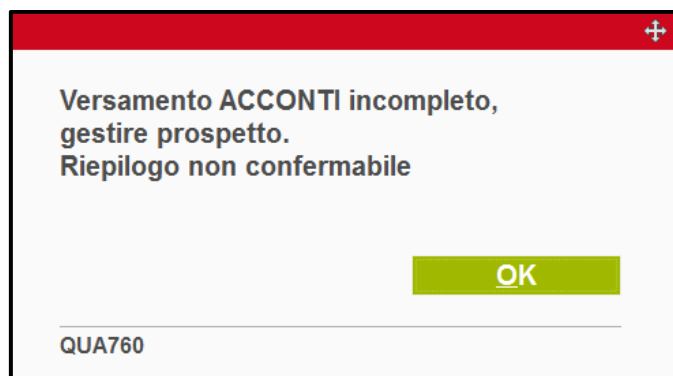 Versamento ACCONTI incompleto,
gestire prospetto.
Riepilogo non confermabile
OK
QUA760